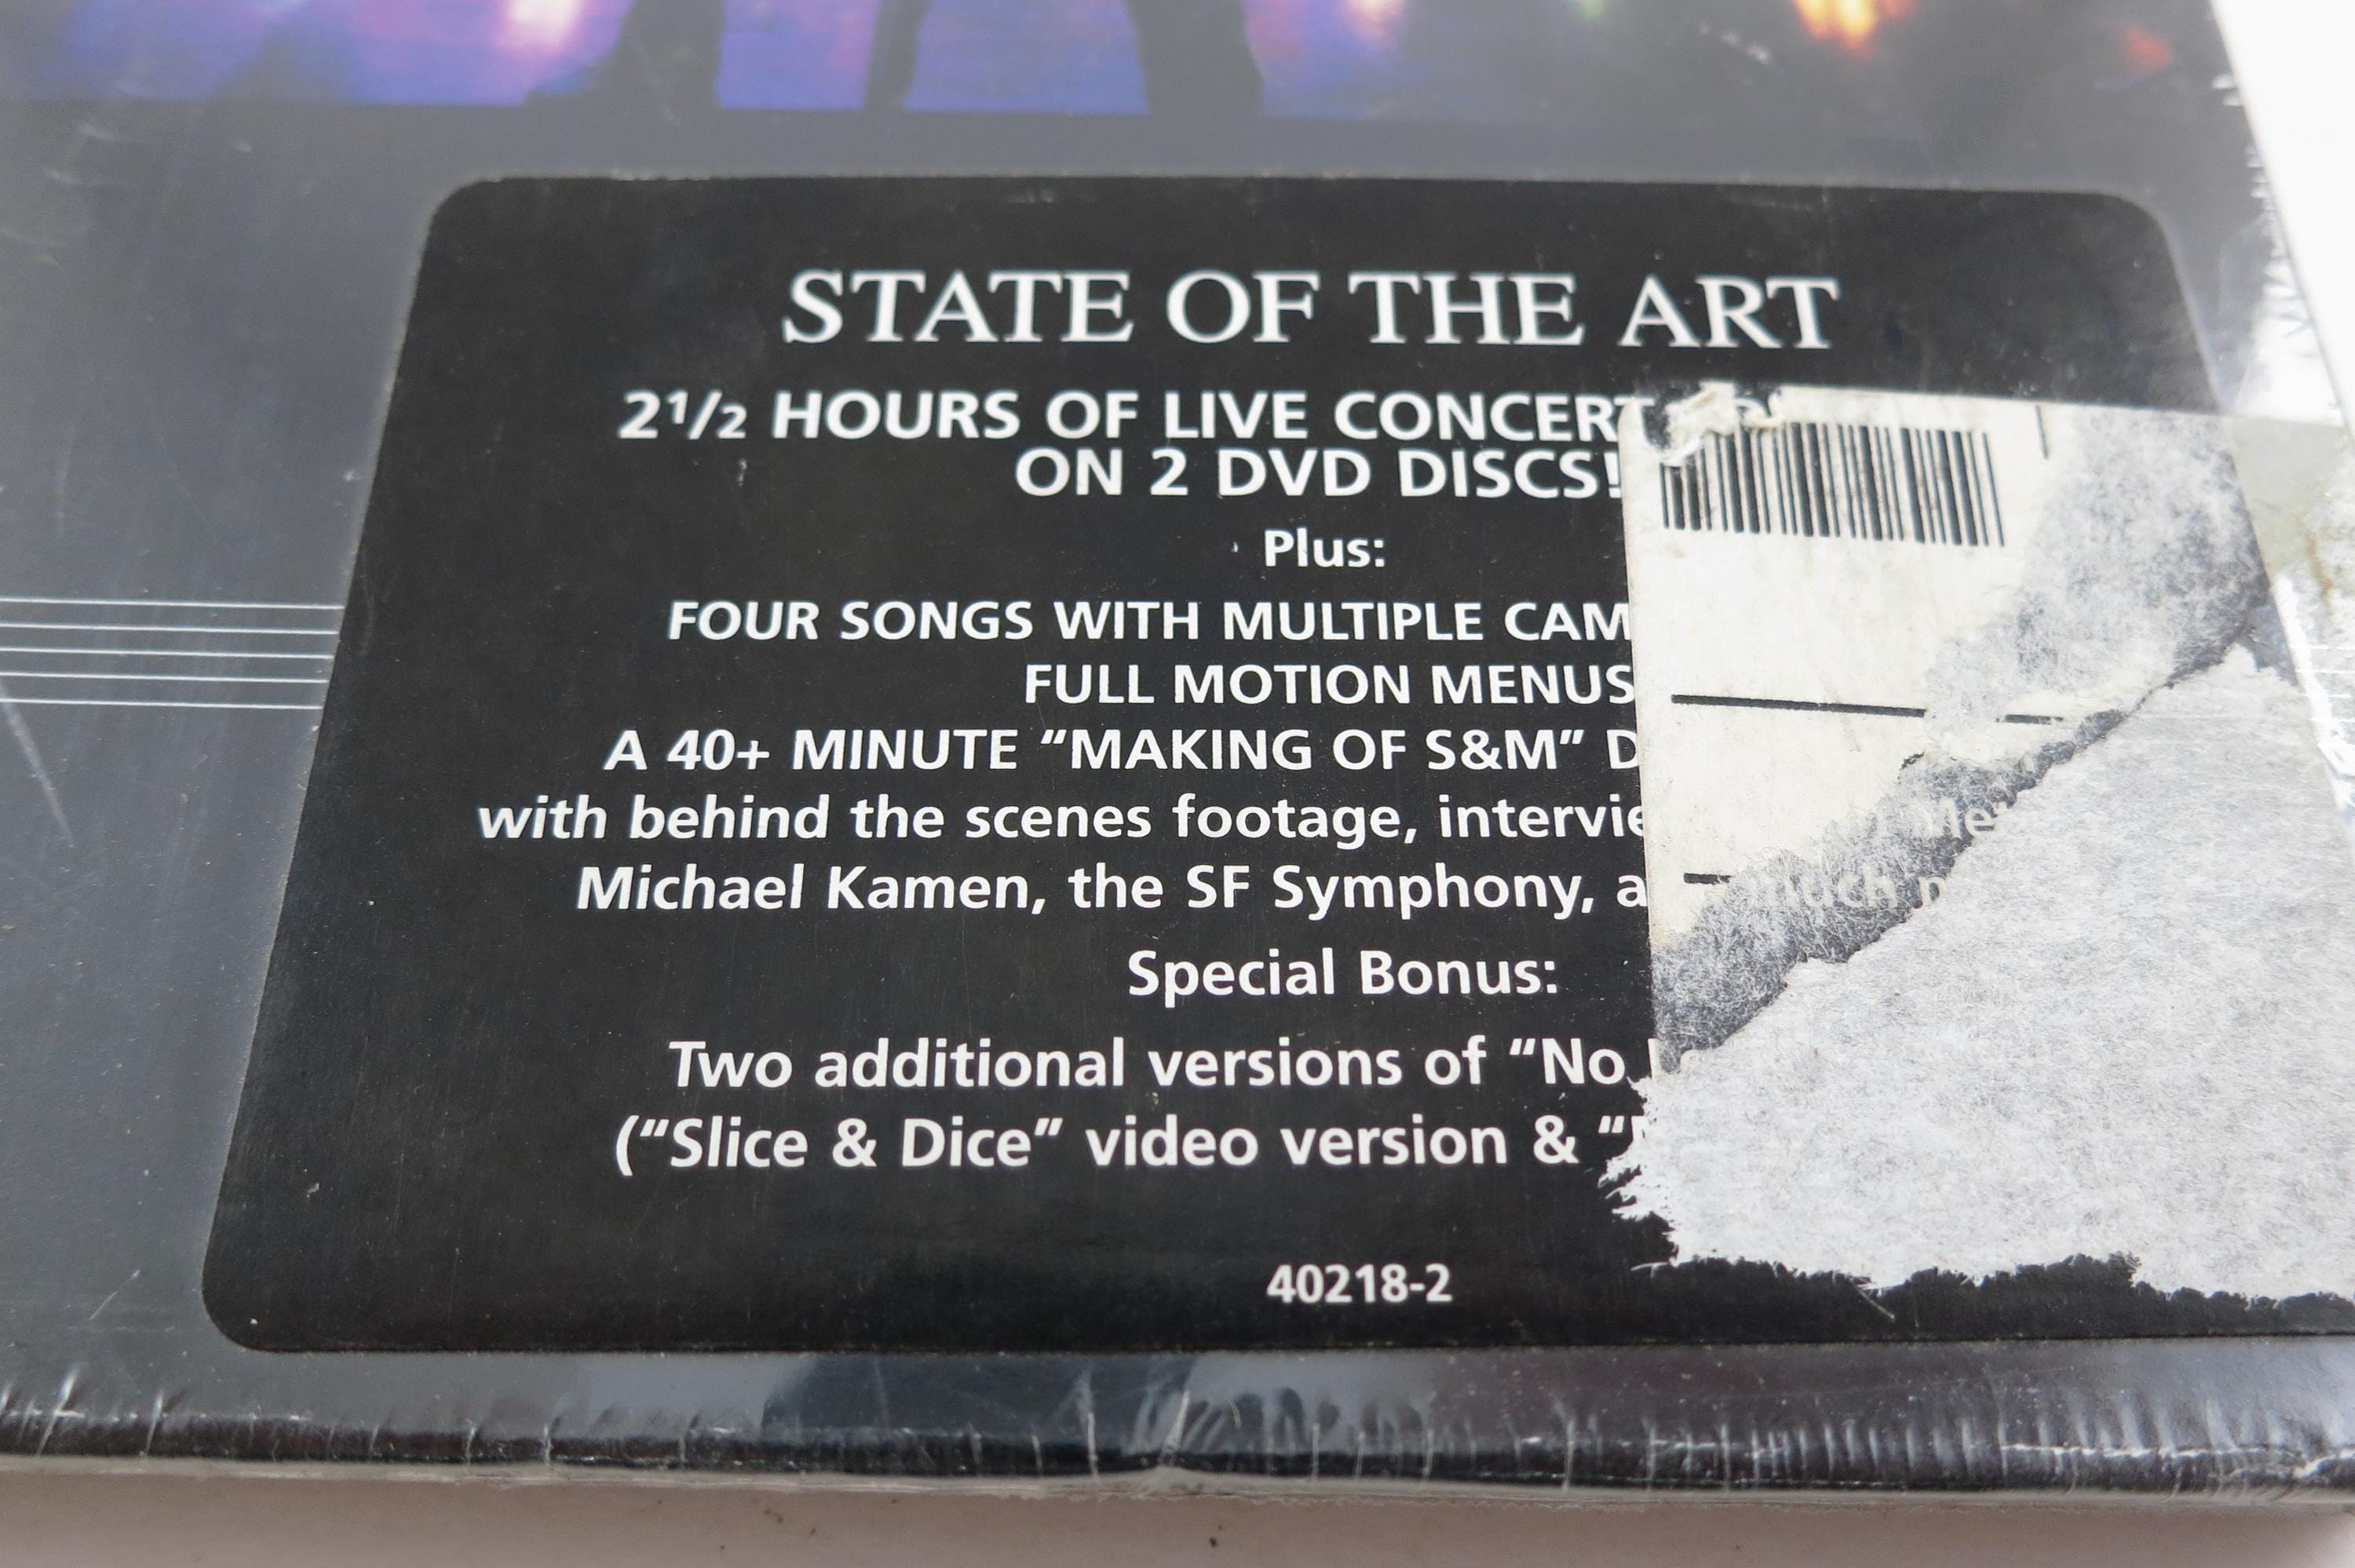 STATE OF THE ART
2½ HOURS OF LIVE CONCERT
ON 2 DVD DISCS!
Plus:
FOUR SONGS WITH MULTIPLE CAM
FULL MOTION MENUS
A 40+ MINUTE “MAKING OF S&M” D
with behind the scenes footage, intervie
Michael Kamen, the SF Symphony, a
Special Bonus:
Two additional versions of “No
(“Slice & Dice” video version & “
40218-2